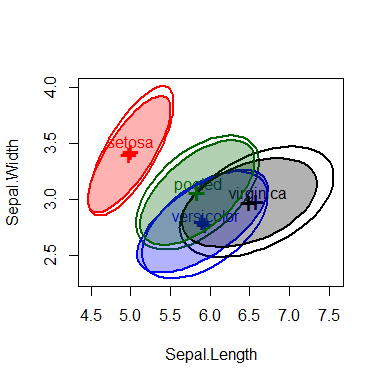 4.0
3.5
3.0
2.5
Sepal.Width
setosa
pooled
virginica
versicolor
4.5 5.0 5.5 6.0 6.5 7.0 7.5
Sepal.Length